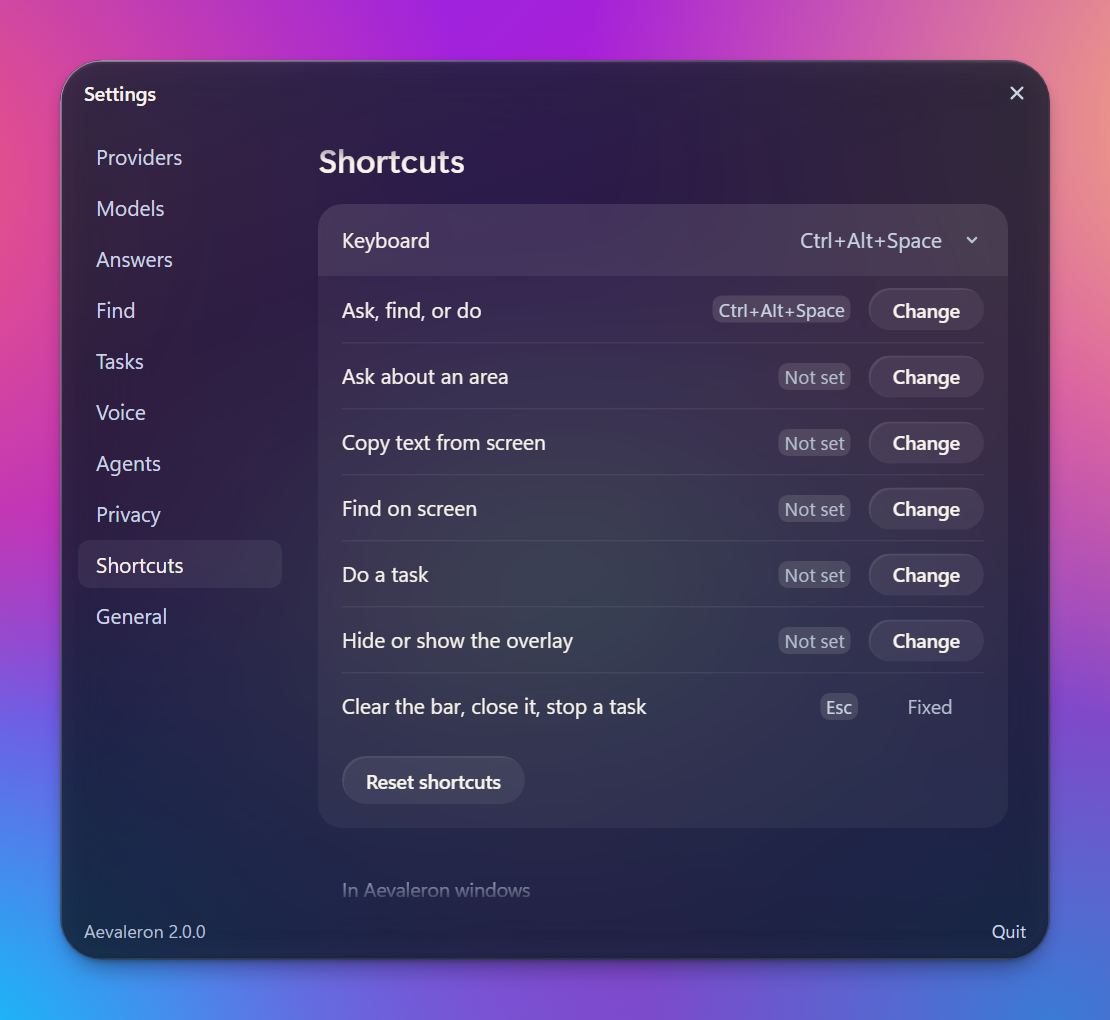 Settings
Providers
Models
Answers
Find
Tasks
Voice
Agents
Privacy
Shortcuts
General
Shortcuts
Keyboard Ctrl+Alt+Space
Ask, find, or do Ctrl+Alt+Space Change
Ask about an area Not set Change
Copy text from screen Not set Change
Find on screen Not set Change
Do a task Not set Change
Hide or show the overlay Not set Change
Clear the bar, close it, stop a task Esc Fixed
Reset shortcuts
In Aevaleron windows
Aevaleron 2.0.0 Quit